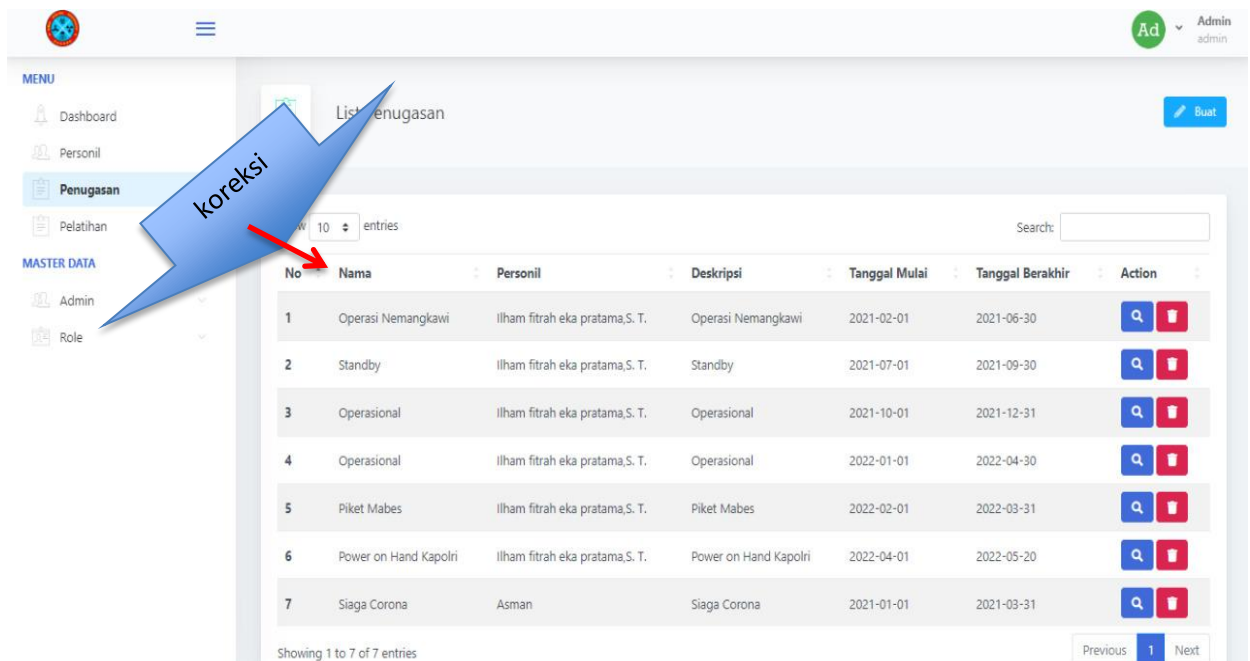 Ad Admin
admin
MENU
Dashboard
List Penugasan
Buat
Personil
Penugasan
koreksi
Pelatihan
10 entries
Search:
MASTER DATA
No Nama Personil Deskripsi Tanggal Mulai Tanggal Berakhir Action
Admin
1 Operasi Nemangkawi Ilham fitrah eka pratama,S. T. Operasi Nemangkawi 2021-02-01 2021-06-30
Role
2 Standby Ilham fitrah eka pratama,S. T. Standby 2021-07-01 2021-09-30
3 Operasional Ilham fitrah eka pratama,S. T. Operasional 2021-10-01 2021-12-31
4 Operasional Ilham fitrah eka pratama,S. T. Operasional 2022-01-01 2022-04-30
5 Piket Mabes Ilham fitrah eka pratama,S. T. Piket Mabes 2022-02-01 2022-03-31
6 Power on Hand Kapolri Ilham fitrah eka pratama,S. T. Power on Hand Kapolri 2022-04-01 2022-05-20
7 Siaga Corona Asman Siaga Corona 2021-01-01 2021-03-31
Showing 1 to 7 of 7 entries
Previous 1 Next